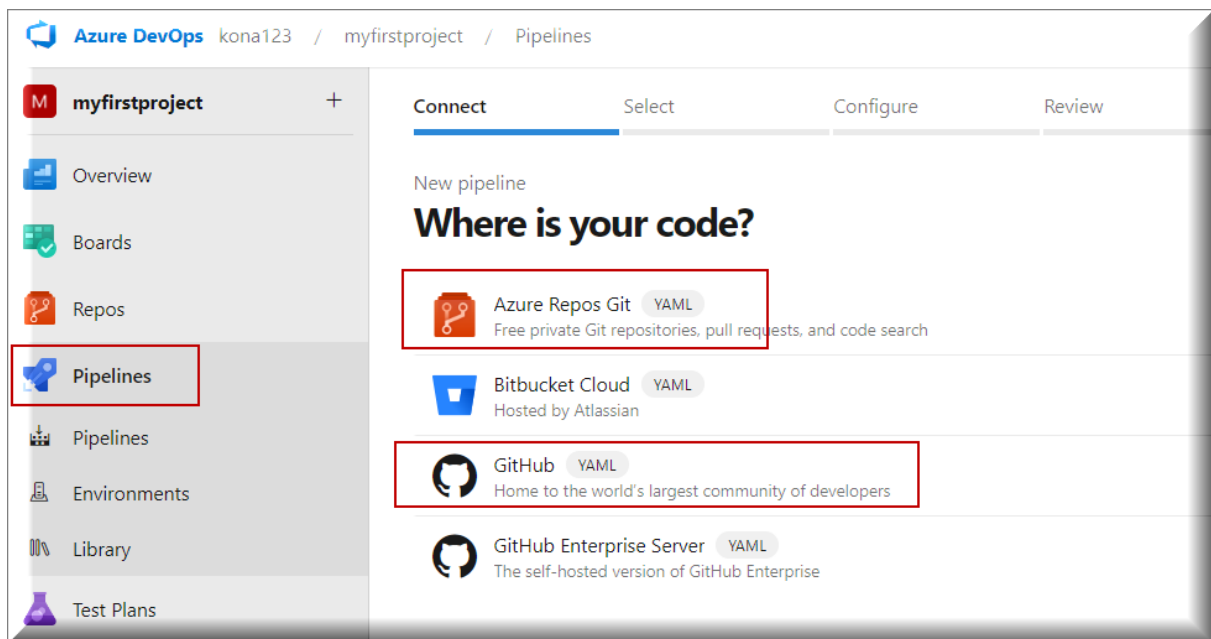 Azure DevOps kona123 / myfirstproject / Pipelines
M myfirstproject +
Overview
Boards
Repos
Pipelines
Pipelines
Environments
Library
Test Plans
Connect Select Configure Review
New pipeline
Where is your code?
Azure Repos Git YAML
Free private Git repositories, pull requests, and code search
Bitbucket Cloud YAML
Hosted by Atlassian
GitHub YAML
Home to the world's largest community of developers
GitHub Enterprise Server YAML
The self-hosted version of GitHub Enterprise